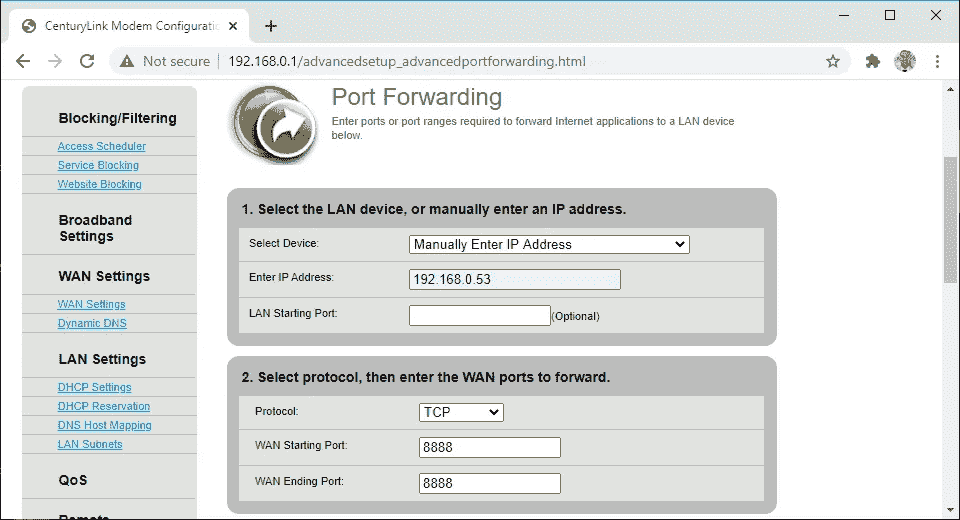 CenturyLink Modem Configuratio
Not secure | 192.168.0.1/advancedsetup_advancedportforwarding.html
Blocking/Filtering
Access Scheduler
Service Blocking
Website Blocking
Broadband
Settings
WAN Settings
WAN Settings
Dynamic DNS
LAN Settings
DHCP Settings
DHCP Reservation
DNS Host Mapping
LAN Subnets
QoS
Remote
Port Forwarding
Enter ports or port ranges required to forward Internet applications to a LAN device
below.
1. Select the LAN device, or manually enter an IP address.
Select Device: Manually Enter IP Address
Enter IP Address: 192.168.0.53
LAN Starting Port: (Optional)
2. Select protocol, then enter the WAN ports to forward.
Protocol: TCP
WAN Starting Port: 8888
WAN Ending Port: 8888